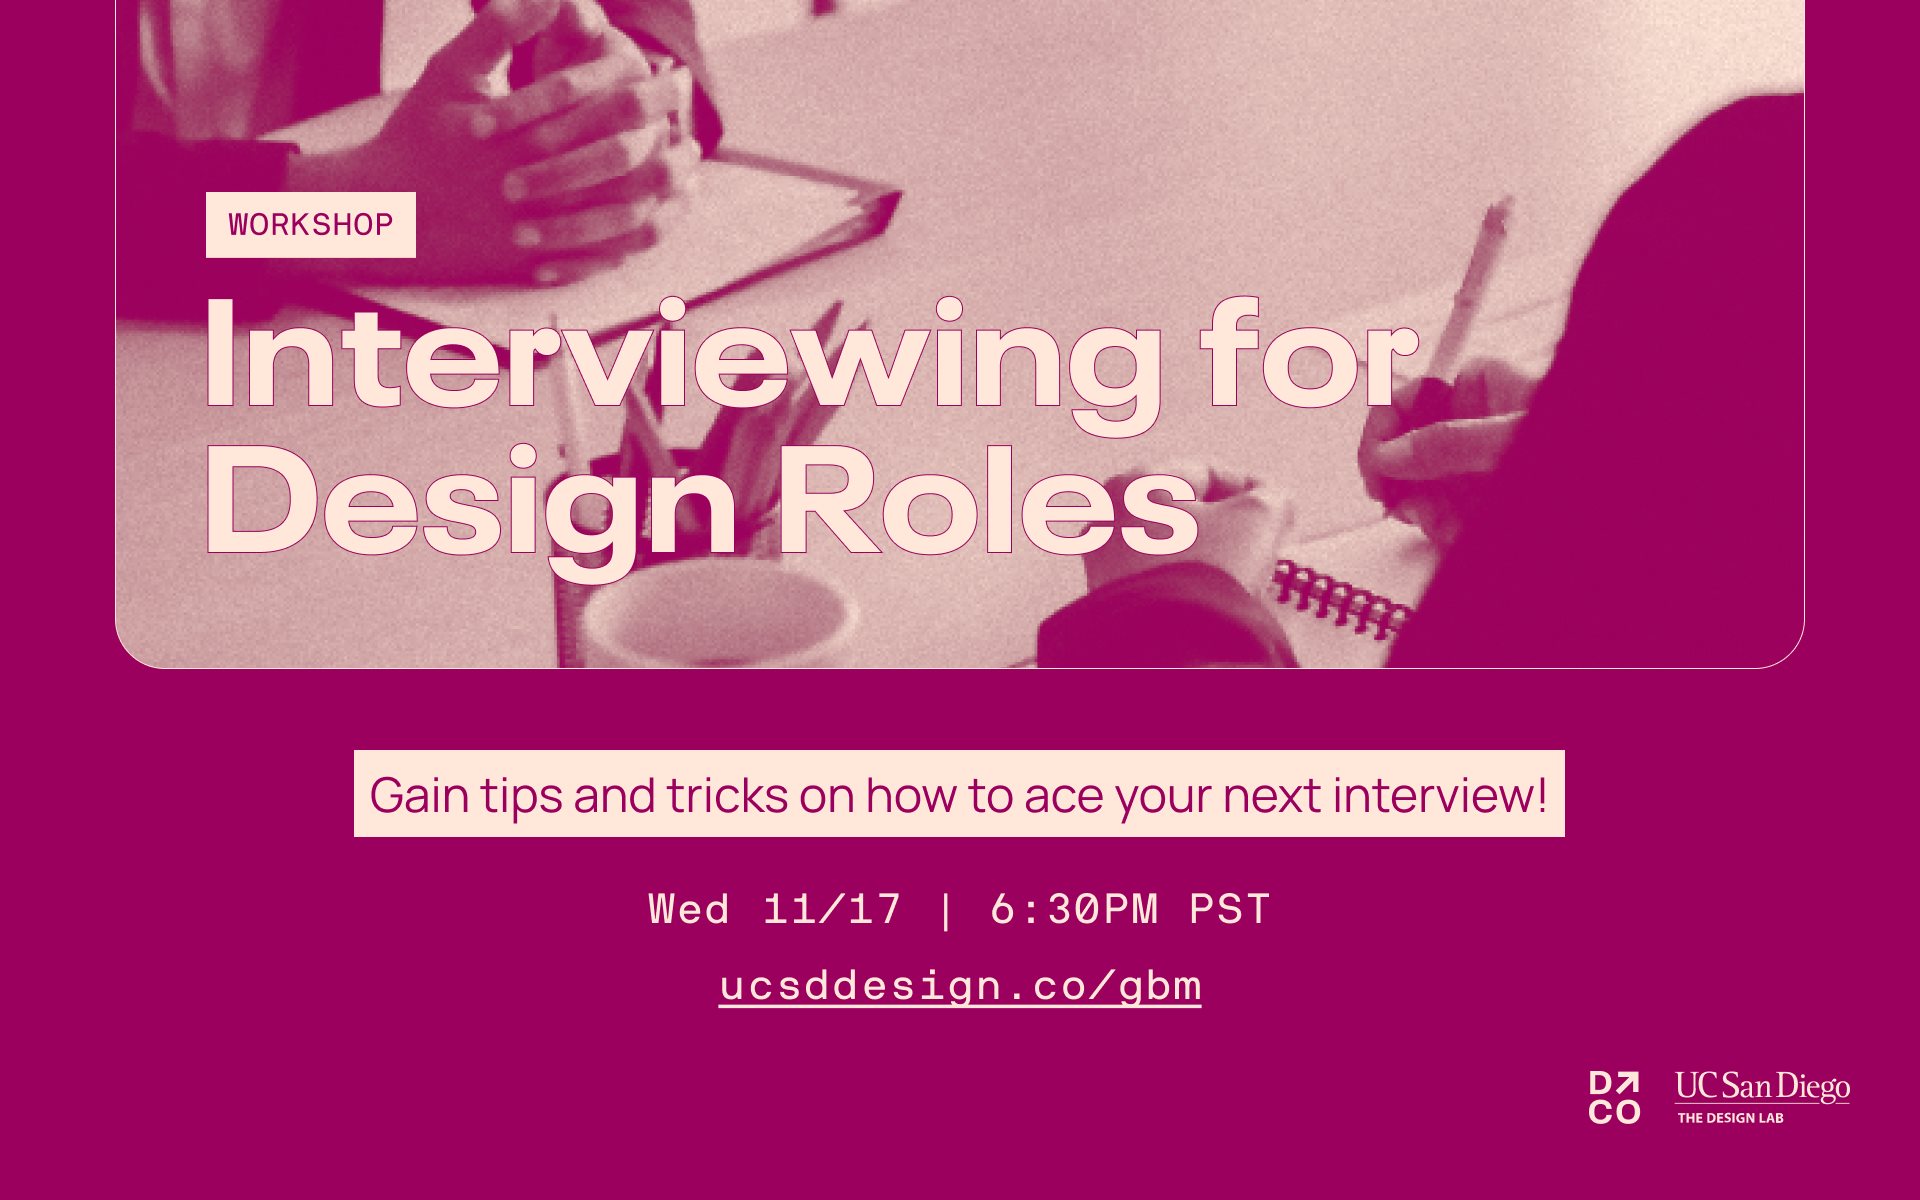 WORKSHOP
Interviewing for
Design Roles
Gain tips and tricks on how to ace your next interview!
Wed 11/17 | 6:30PM PST
ucsddesign.co/gbm
D↗
CO
UC San Diego
THE DESIGN LAB